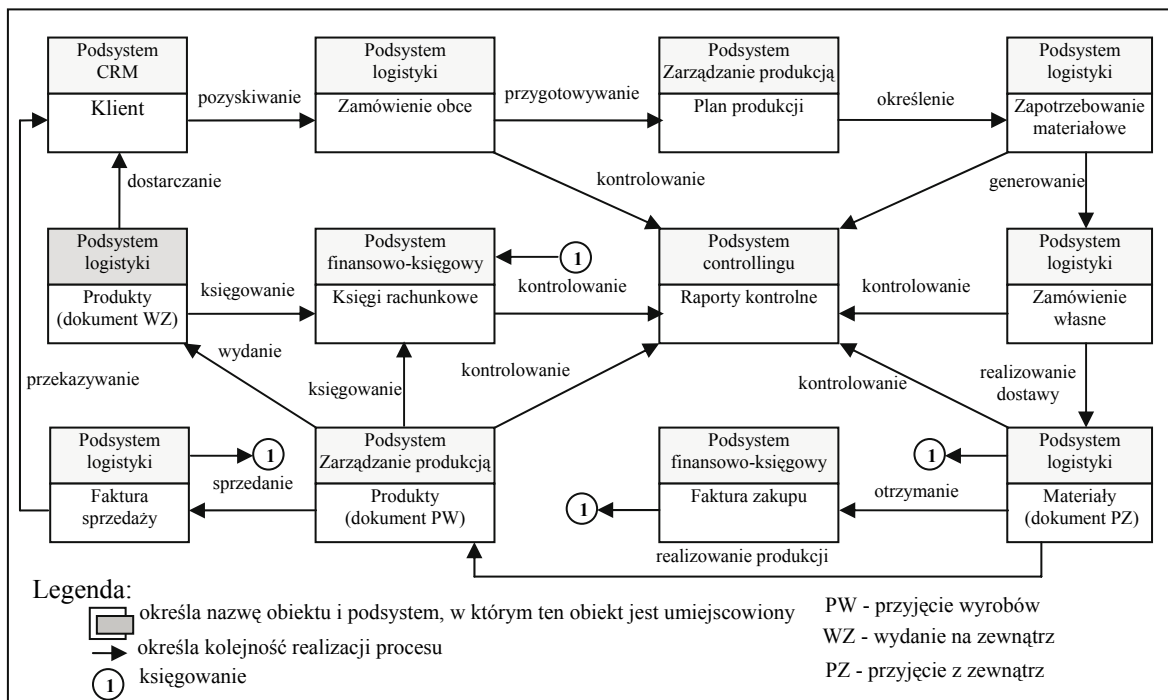 Podsystem
CRM
Klient
pozyskiwanie
Podsystem
logistyki
Zamówienie obce
przygotowywanie
Podsystem
Zarządzanie produkcją
Plan produkcji
określenie
Podsystem
logistyki
Zapotrzebowanie
materiałowe
dostarczanie
kontrolowanie
generowanie
Podsystem
logistyki
Produkty
(dokument WZ)
księgowanie
Podsystem
finansowo-księgowy
Księgi rachunkowe
1
kontrolowanie
Podsystem
controllingu
Raporty kontrolne
kontrolowanie
Podsystem
logistyki
Zamówienie
własne
przekazywanie
wydanie
księgowanie
kontrolowanie
kontrolowanie
realizowanie
dostawy
Podsystem
logistyki
Faktura
sprzedaży
1
sprzedanie
Podsystem
Zarządzanie produkcją
Produkty
(dokument PW)
1
Podsystem
finansowo-księgowy
Faktura zakupu
1
otrzymanie
Podsystem
logistyki
Materiały
(dokument PZ)
realizowanie produkcji
Legenda:
określa nazwę obiektu i podsystem, w którym ten obiekt jest umiejscowiony
określa kolejność realizacji procesu
1 księgowanie
PW - przyjęcie wyrobów
WZ - wydanie na zewnątrz
PZ - przyjęcie z zewnątrz